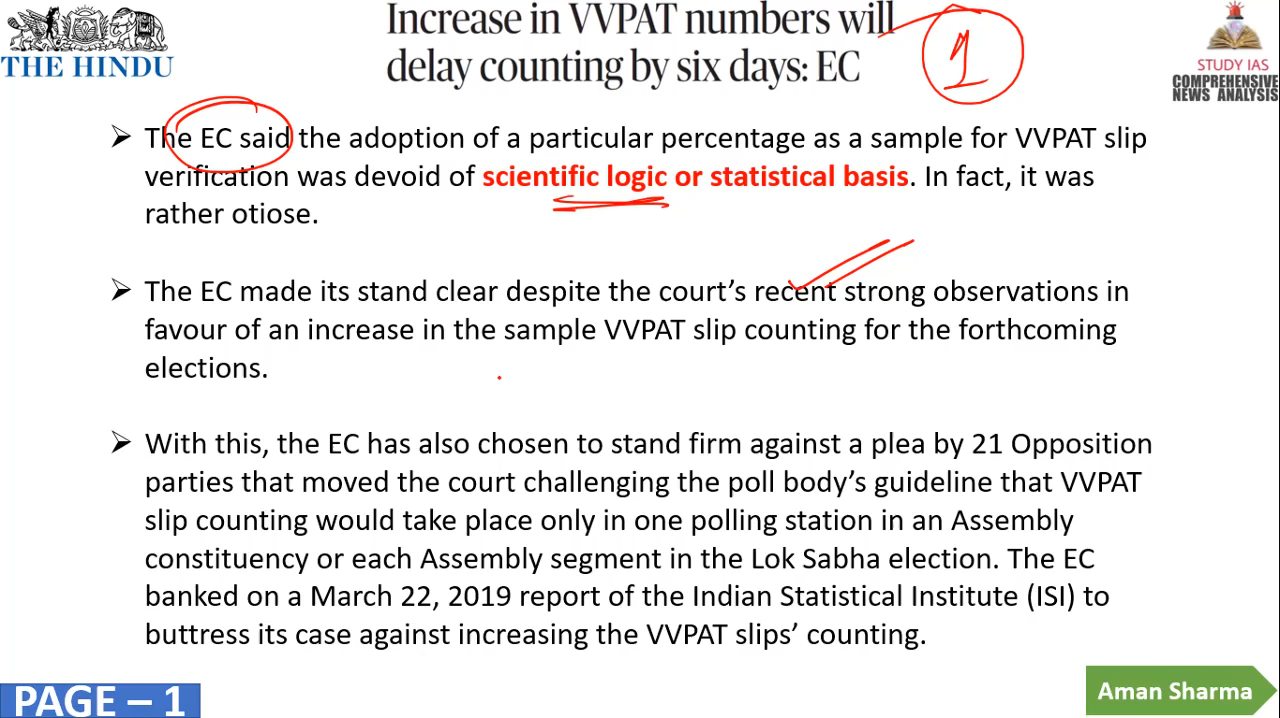 THE HINDU
Increase in VVPAT numbers will
delay counting by six days: EC
1
STUDY IAS
COMPREHENSIVE
NEWS ANALYSIS
➢ The EC said the adoption of a particular percentage as a sample for VVPAT slip
verification was devoid of scientific logic or statistical basis. In fact, it was
rather otiose.
➢ The EC made its stand clear despite the court’s recent strong observations in
favour of an increase in the sample VVPAT slip counting for the forthcoming
elections.
➢ With this, the EC has also chosen to stand firm against a plea by 21 Opposition
parties that moved the court challenging the poll body’s guideline that VVPAT
slip counting would take place only in one polling station in an Assembly
constituency or each Assembly segment in the Lok Sabha election. The EC
banked on a March 22, 2019 report of the Indian Statistical Institute (ISI) to
buttress its case against increasing the VVPAT slips’ counting.
PAGE – 1
Aman Sharma